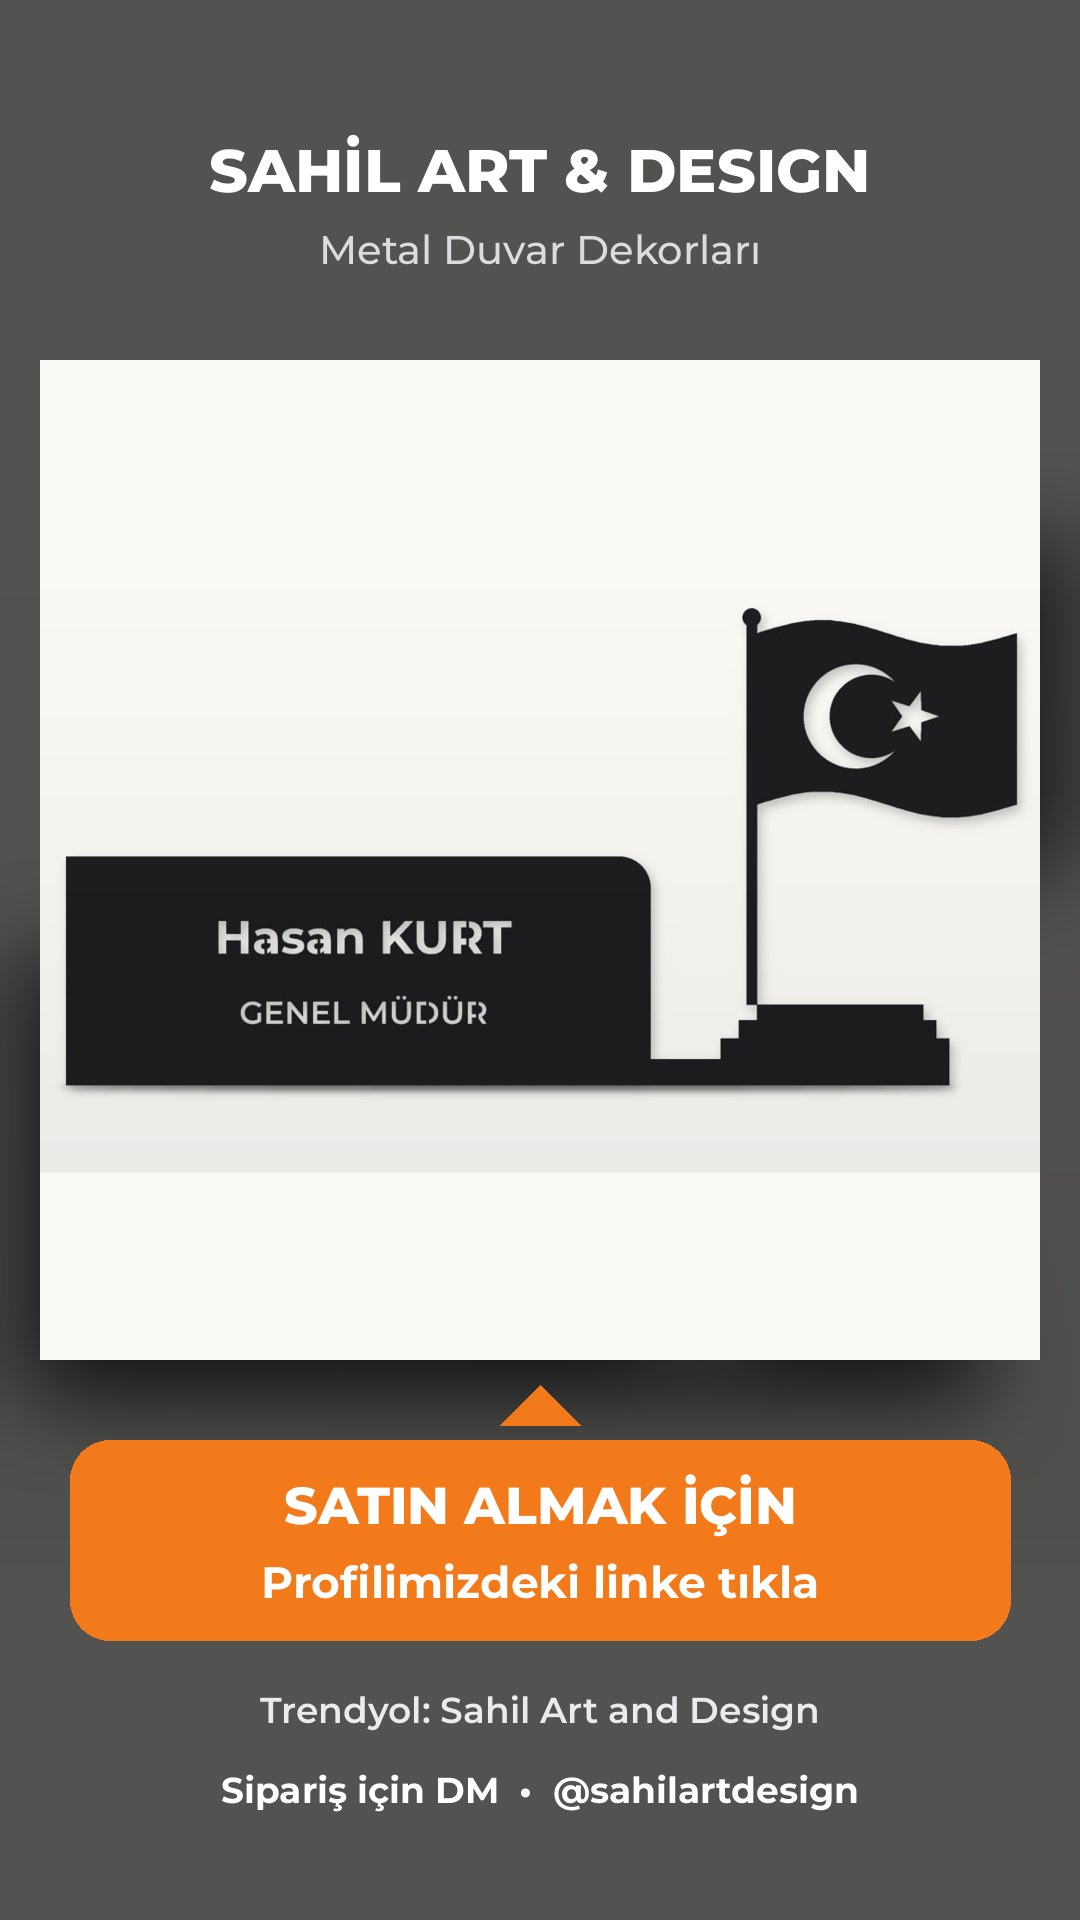 SAHİL ART & DESIGN
Metal Duvar Dekorları
Hasan KURT
GENEL MÜDÜR
SATIN ALMAK İÇİN
Profilimizdeki linke tıkla
Trendyol: Sahil Art and Design
Sipariş için DM • @sahilartdesign